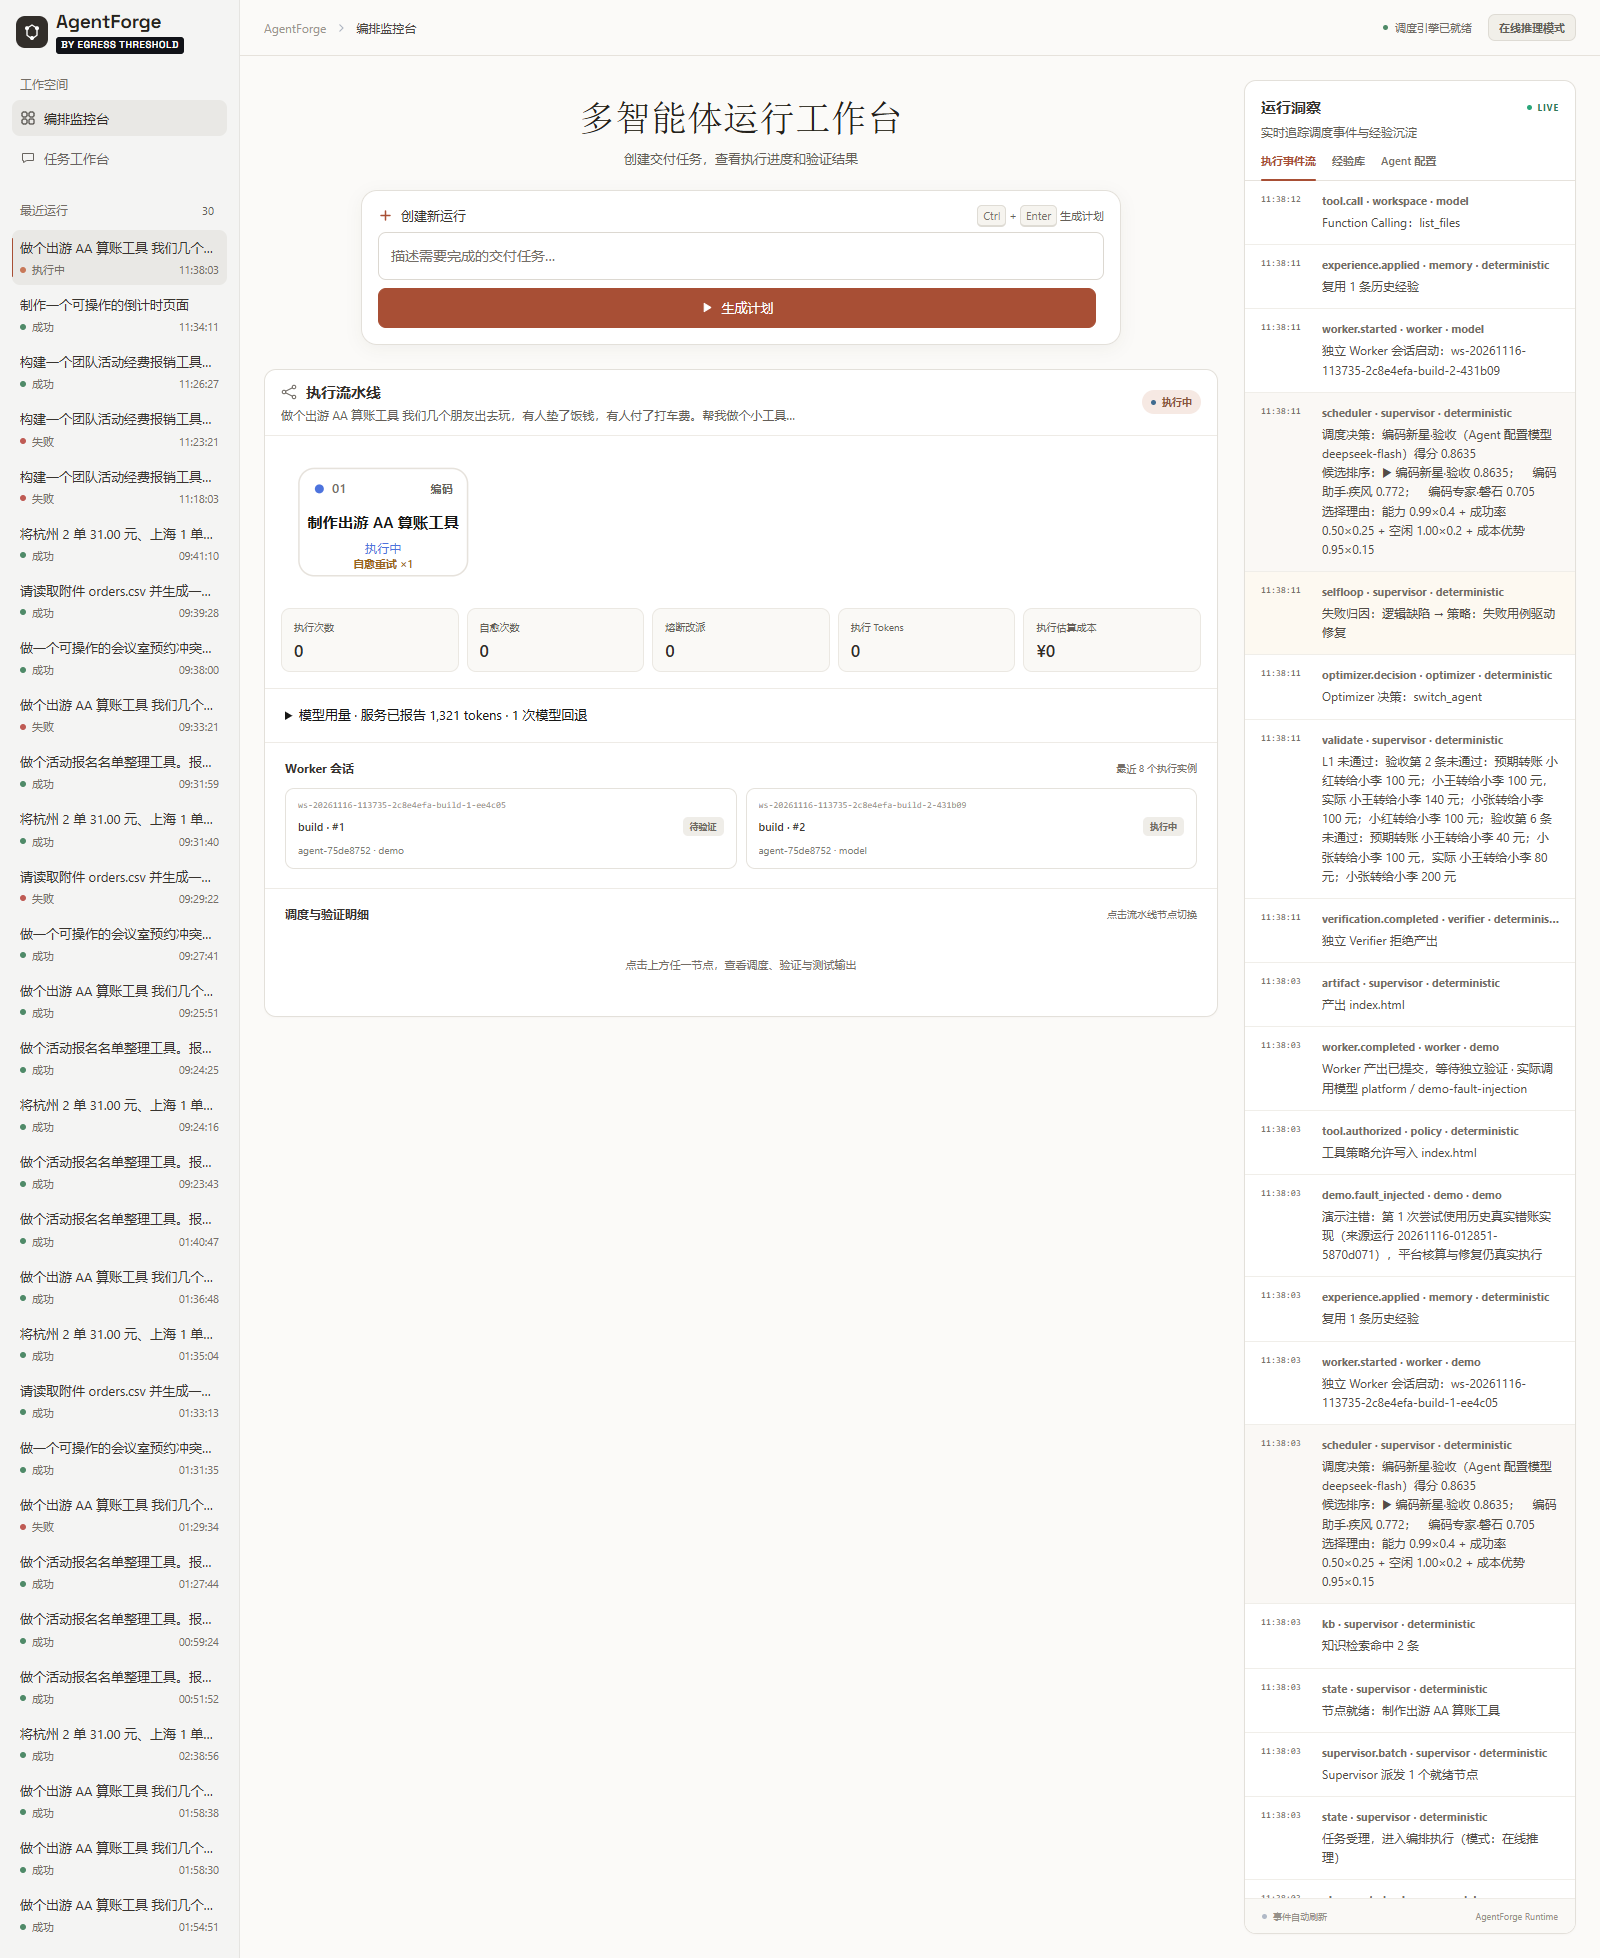 AgentForge
BY EGRESS THRESHOLD
工作空间
编排监控台
任务工作台
最近运行 30
做个出游 AA 算账工具 我们几个...
执行中 11:38:03
制作一个可操作的倒计时页面
成功 11:34:11
构建一个团队活动经费报销工具...
成功 11:26:27
构建一个团队活动经费报销工具...
失败 11:23:21
构建一个团队活动经费报销工具...
失败 11:18:03
将杭州 2 单 31.00 元、上海 1 单...
成功 09:41:10
请读取附件 orders.csv 并生成一...
成功 09:39:28
做一个可操作的会议室预约冲突...
成功 09:38:00
做个出游 AA 算账工具 我们几个...
失败 09:33:21
做个活动报名名单整理工具。报...
成功 09:31:59
将杭州 2 单 31.00 元、上海 1 单...
成功 09:31:40
请读取附件 orders.csv 并生成一...
失败 09:29:22
做一个可操作的会议室预约冲突...
成功 09:27:41
做个出游 AA 算账工具 我们几个...
成功 09:25:51
做个活动报名名单整理工具。报...
成功 09:24:25
将杭州 2 单 31.00 元、上海 1 单...
成功 09:24:16
做个活动报名名单整理工具。报...
成功 09:23:43
做个活动报名名单整理工具。报...
成功 01:40:47
做个出游 AA 算账工具 我们几个...
成功 01:36:48
将杭州 2 单 31.00 元、上海 1 单...
成功 01:35:04
请读取附件 orders.csv 并生成一...
成功 01:33:13
做一个可操作的会议室预约冲突...
成功 01:31:35
做个出游 AA 算账工具 我们几个...
失败 01:29:34
做个活动报名名单整理工具。报...
成功 01:27:44
做个活动报名名单整理工具。报...
成功 00:59:24
做个活动报名名单整理工具。报...
成功 00:51:52
将杭州 2 单 31.00 元、上海 1 单...
成功 02:38:56
做个出游 AA 算账工具 我们几个...
成功 01:58:38
做个出游 AA 算账工具 我们几个...
成功 01:58:30
做个出游 AA 算账工具 我们几个...
成功 01:54:51
AgentForge > 编排监控台
调度引擎已就绪 在线推理模式
多智能体运行工作台
创建交付任务，查看执行进度和验证结果
+ 创建新运行 Ctrl + Enter 生成计划
描述需要完成的交付任务...
▶ 生成计划
执行流水线
做个出游 AA 算账工具 我们几个朋友出去玩，有人垫了饭钱，有人付了打车费。帮我做个小工具...
执行中
01 编码
制作出游 AA 算账工具
执行中
自愈重试 ×1
执行次数 自愈次数 熔断改派 执行 Tokens 执行估算成本
0 0 0 0 ¥0
▶ 模型用量 · 服务已报告 1,321 tokens · 1 次模型回退
Worker 会话 最近 8 个执行实例
ws-20261116-113735-2c8e4efa-build-1-ee4c05
build · #1 待验证
agent-75de8752 · demo
ws-20261116-113735-2c8e4efa-build-2-431b09
build · #2 执行中
agent-75de8752 · model
调度与验证明细 点击流水线节点切换
点击上方任一节点，查看调度、验证与测试输出
运行洞察 LIVE
实时追踪调度事件与经验沉淀
执行事件流 经验库 Agent 配置
11:38:12 tool.call · workspace · model
Function Calling：list_files
11:38:11 experience.applied · memory · deterministic
复用 1 条历史经验
11:38:11 worker.started · worker · model
独立 Worker 会话启动：ws-20261116-
113735-2c8e4efa-build-2-431b09
11:38:11 scheduler · supervisor · deterministic
调度决策：编码新星·验收（Agent 配置模型
deepseek-flash）得分 0.8635
候选排序：▶ 编码新星·验收 0.8635； 编码
助手·疾风 0.772； 编码专家·磐石 0.705
选择理由：能力 0.99×0.4 + 成功率
0.50×0.25 + 空闲 1.00×0.2 + 成本优势
0.95×0.15
11:38:11 selfloop · supervisor · deterministic
失败归因：逻辑缺陷 → 策略：失败用例驱动
修复
11:38:11 optimizer.decision · optimizer · deterministic
Optimizer 决策：switch_agent
11:38:11 validate · supervisor · deterministic
L1 未通过：验收第 2 条未通过：预期转账 小
红转给小李 100 元；小王转给小李 100 元，
实际 小王转给小李 140 元；小张转给小李
100 元；小红转给小李 100 元；验收第 6 条
未通过：预期转账 小王转给小李 40 元；小
张转给小李 100 元，实际 小王转给小李 80
元；小张转给小李 200 元
11:38:11 verification.completed · verifier · determinis...
独立 Verifier 拒绝产出
11:38:03 artifact · supervisor · deterministic
产出 index.html
11:38:03 worker.completed · worker · demo
Worker 产出已提交，等待独立验证 · 实际调
用模型 platform / demo-fault-injection
11:38:03 tool.authorized · policy · deterministic
工具策略允许写入 index.html
11:38:03 demo.fault_injected · demo · demo
演示注错：第 1 次尝试使用历史真实错账实
现（来源运行 20261116-012851-
5870d071），平台核算与修复仍真实执行
11:38:03 experience.applied · memory · deterministic
复用 1 条历史经验
11:38:03 worker.started · worker · demo
独立 Worker 会话启动：ws-20261116-
113735-2c8e4efa-build-1-ee4c05
11:38:03 scheduler · supervisor · deterministic
调度决策：编码新星·验收（Agent 配置模型
deepseek-flash）得分 0.8635
候选排序：▶ 编码新星·验收 0.8635； 编码
助手·疾风 0.772； 编码专家·磐石 0.705
选择理由：能力 0.99×0.4 + 成功率
0.50×0.25 + 空闲 1.00×0.2 + 成本优势
0.95×0.15
11:38:03 kb · supervisor · deterministic
知识检索命中 2 条
11:38:03 state · supervisor · deterministic
节点就绪：制作出游 AA 算账工具
11:38:03 supervisor.batch · supervisor · deterministic
Supervisor 派发 1 个就绪节点
11:38:03 state · supervisor · deterministic
任务受理，进入编排执行（模式：在线推
理）
事件自动刷新 AgentForge Runtime